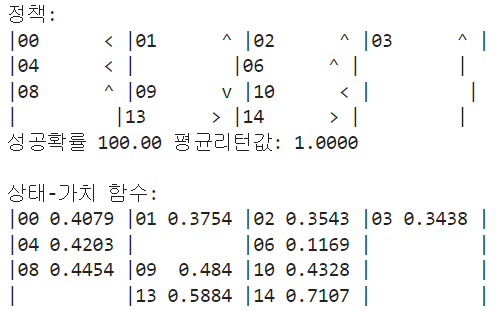 정책:
|00      < |01      ^ |02      ^ |03      ^ |
|04      < |          |06      ^ |          |
|08      ^ |09      v |10      < |          |
|          |13      > |14      > |          |
성공확률 100.00 평균리턴값: 1.0000
상태-가치 함수:
|00 0.4079 |01 0.3754 |02 0.3543 |03 0.3438 |
|04 0.4203 |          |06 0.1169 |          |
|08 0.4454 |09  0.484 |10 0.4328 |          |
|          |13 0.5884 |14 0.7107 |          |